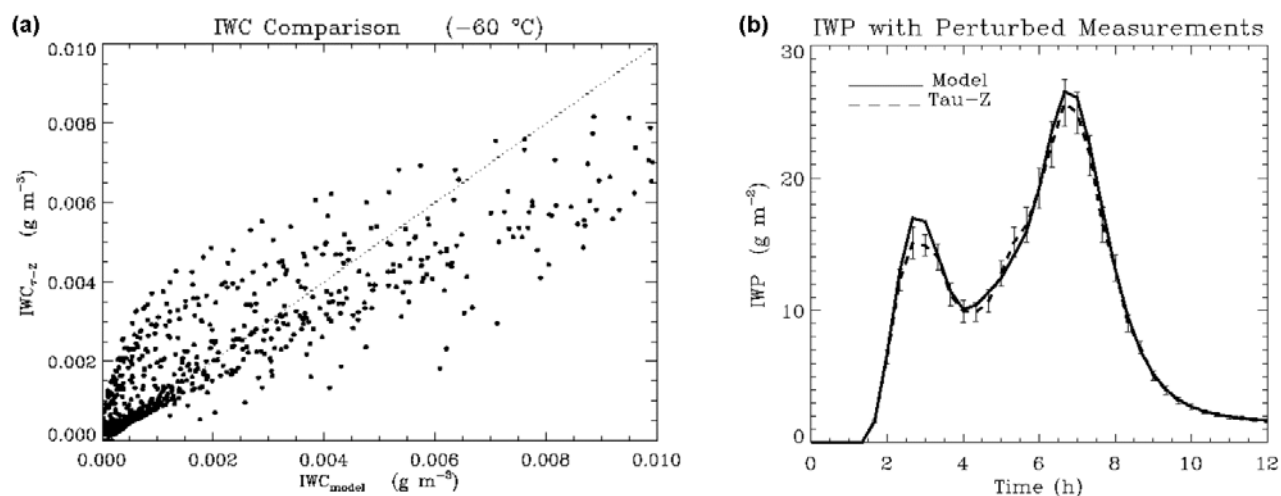 (a)
IWC Comparison (−60 °C)
0.010
0.008
0.006
0.004
0.002
0.000
IWC_τ−Z (g m⁻³)
0.000 0.002 0.004 0.006 0.008 0.010
IWC_model (g m⁻³)
(b)
IWP with Perturbed Measurements
30
20
10
0
IWP (g m⁻²)
Model
Tau−Z
0 2 4 6 8 10 12
Time (h)